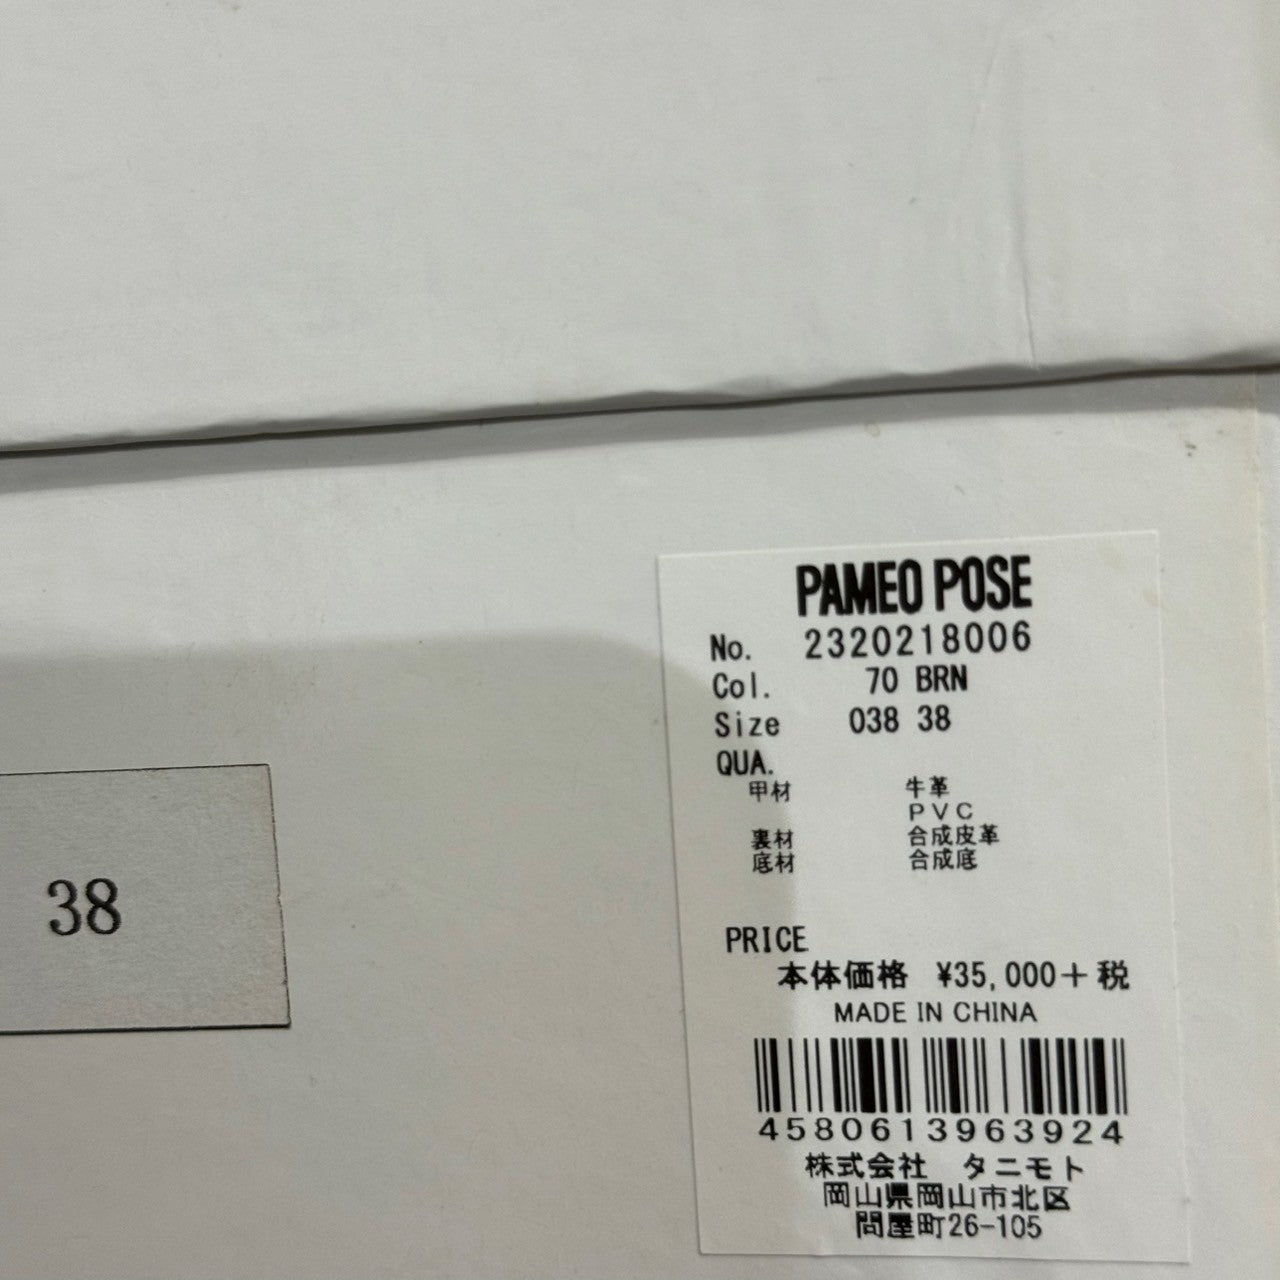 PAMEO POSE
No. 2320218006
Col. 70 BRN
Size 038 38
QUA.
甲材 牛革
PVC
裏材 合成皮革
底材 合成底
PRICE
本体価格 ¥35,000+税
MADE IN CHINA
4580613963924
株式会社 タニモト
岡山県岡山市北区
問屋町26-105
38